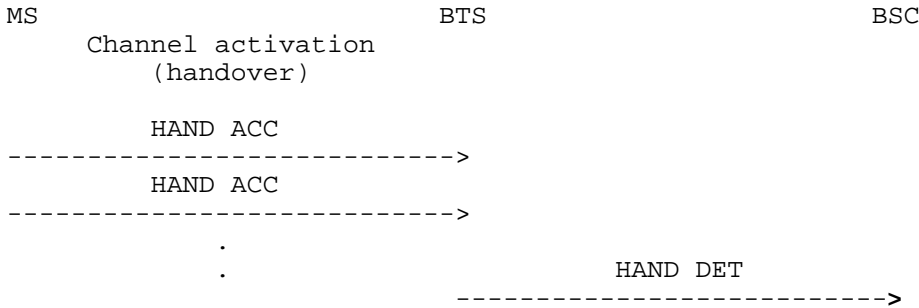 MS BTS BSC
Channel activation
(handover)
HAND ACC
---------------------------->
HAND ACC
---------------------------->
.
. HAND DET
--------------------------->